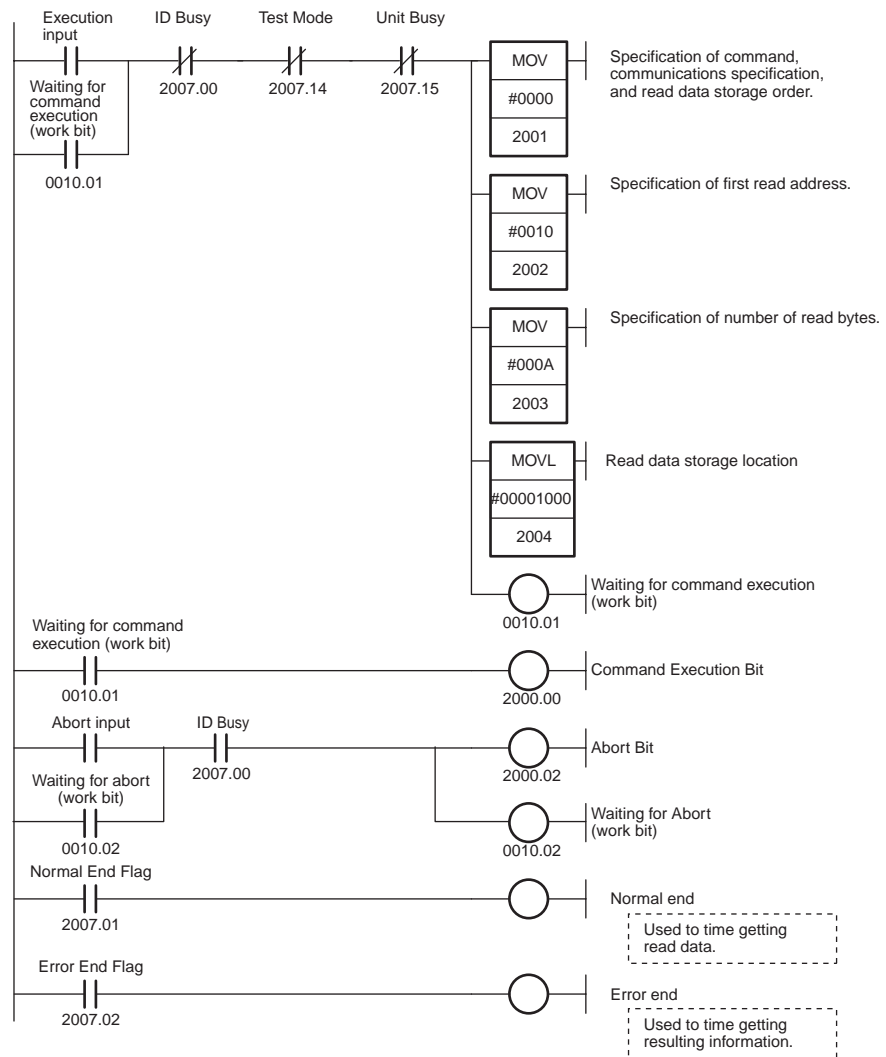 Execution
input
ID Busy
Test Mode
Unit Busy
2007.00
2007.14
2007.15
MOV
#0000
2001
Specification of command,
communications specification,
and read data storage order.
Waiting for
command
execution
(work bit)
0010.01
MOV
#0010
2002
Specification of first read address.
MOV
#000A
2003
Specification of number of read bytes.
MOVL
#00001000
2004
Read data storage location
0010.01
Waiting for command execution
(work bit)
Waiting for command
execution (work bit)
0010.01
2000.00
Command Execution Bit
Abort input
ID Busy
2007.00
2000.02
Abort Bit
Waiting for abort
(work bit)
0010.02
0010.02
Waiting for Abort
(work bit)
Normal End Flag
2007.01
Normal end
Used to time getting
read data.
Error End Flag
2007.02
Error end
Used to time getting
resulting information.